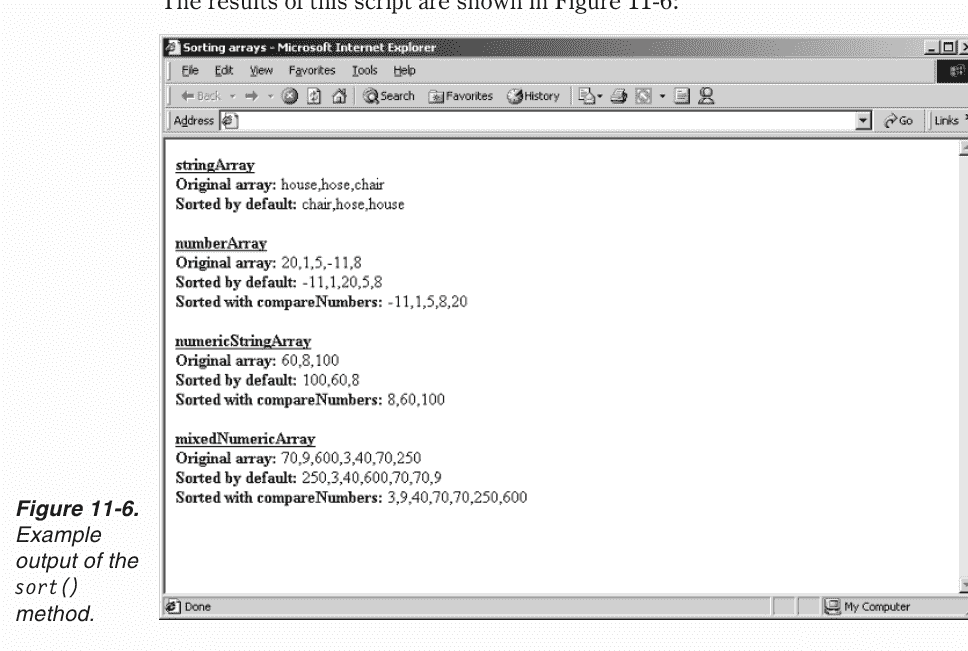 The results of this script are shown in Figure 11-6:
Sorting arrays - Microsoft Internet Explorer
File Edit View Favorites Tools Help
Back Search Favorites History
Address Go Links
stringArray
Original array: house,hose,chair
Sorted by default: chair,hose,house
numberArray
Original array: 20,1,5,-11,8
Sorted by default: -11,1,20,5,8
Sorted with compareNumbers: -11,1,5,8,20
numericStringArray
Original array: 60,8,100
Sorted by default: 100,60,8
Sorted with compareNumbers: 8,60,100
mixedNumericArray
Original array: 70,9,600,3,40,70,250
Sorted by default: 250,3,40,600,70,70,9
Sorted with compareNumbers: 3,9,40,70,70,250,600
Figure 11-6.
Example
output of the
sort()
method.
Done My Computer